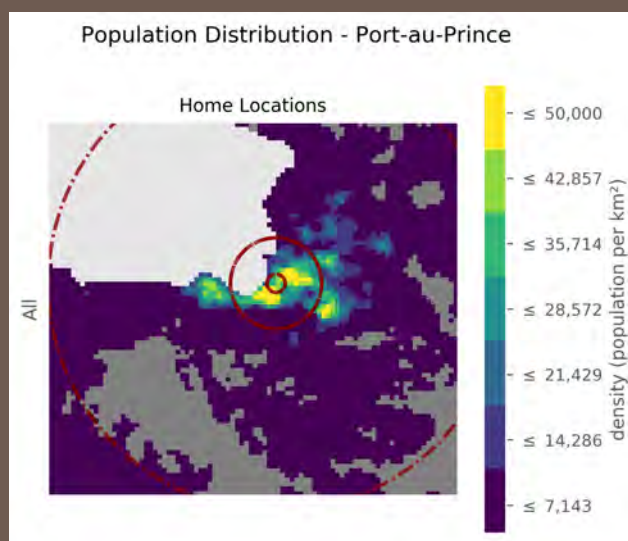 Population Distribution - Port-au-Prince
Home Locations
All
≤ 50,000
≤ 42,857
≤ 35,714
≤ 28,572
≤ 21,429
≤ 14,286
≤ 7,143
density (population per km²)